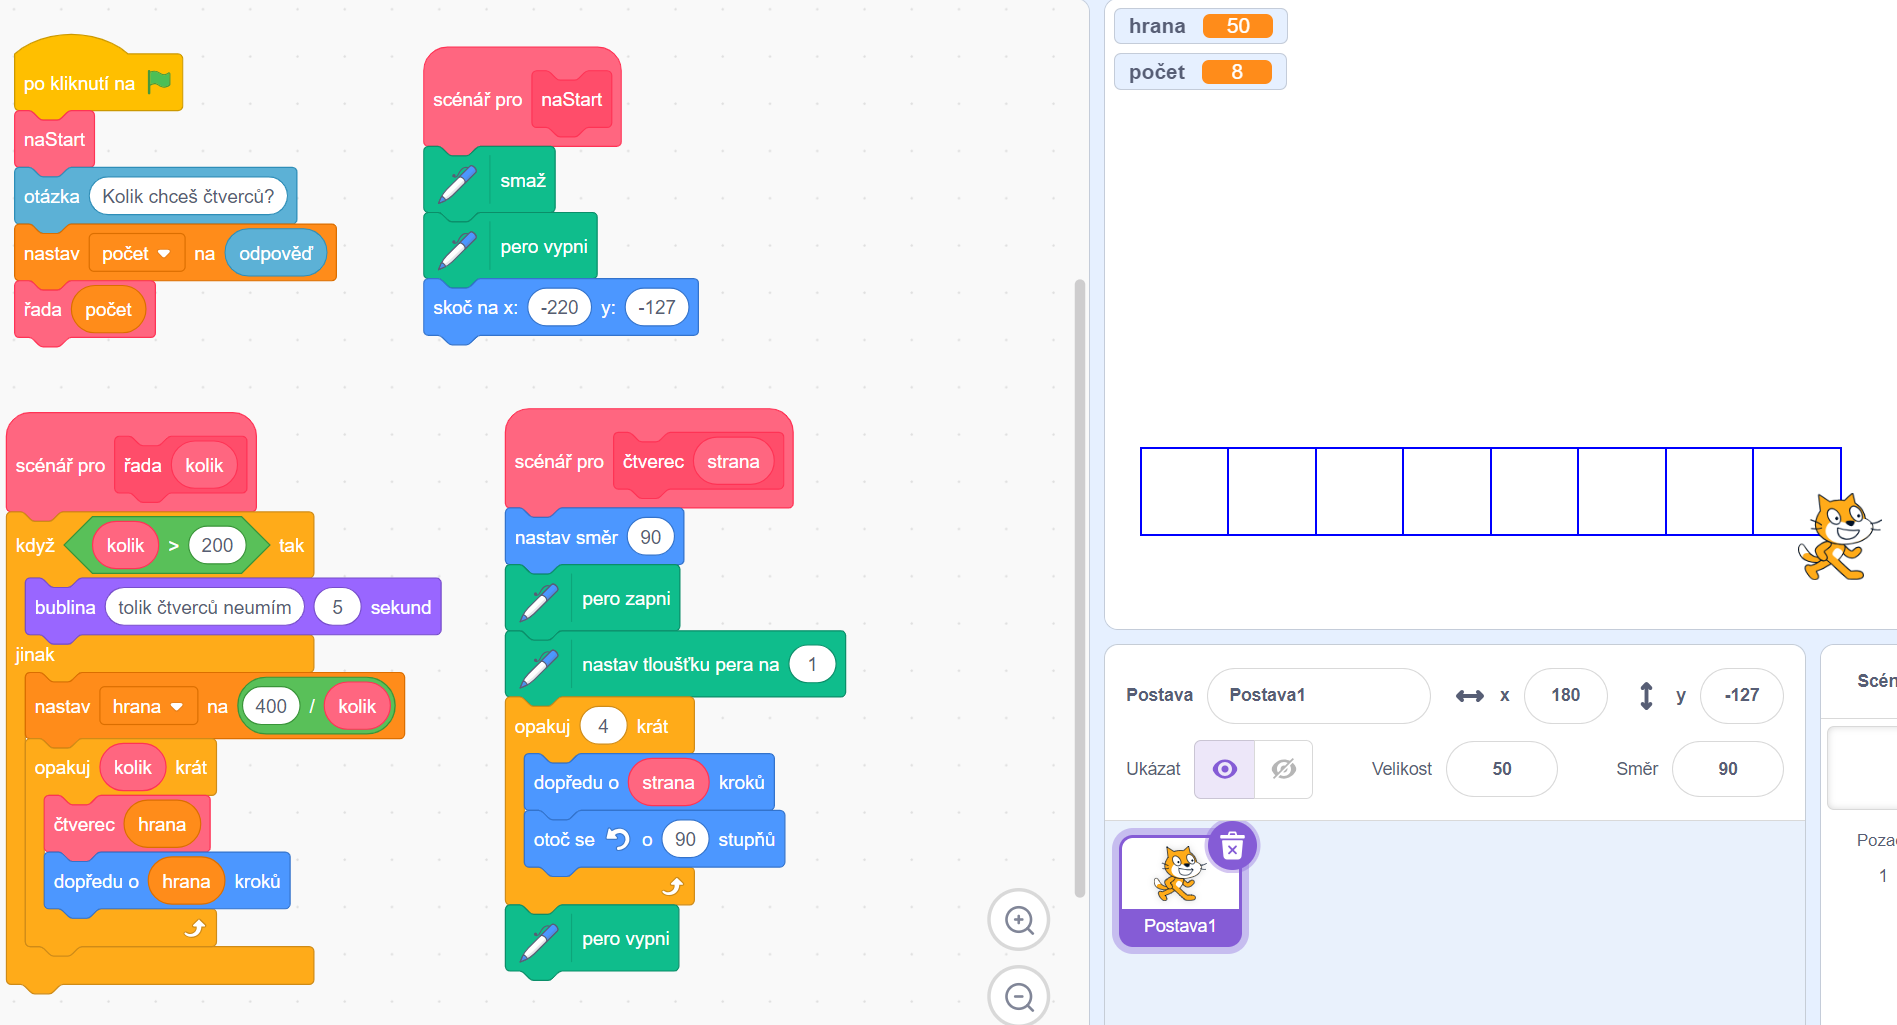 po kliknutí na
naStart
otázka Kolik chceš čtverců?
nastav počet na odpověď
řada počet
scénář pro naStart
smaž
pero vypni
skoč na x: -220 y: -127
scénář pro řada kolik
když kolik > 200 tak
bublina tolik čtverců neumím 5 sekund
jinak
nastav hrana na 400 / kolik
opakuj kolik krát
čtverec hrana
dopředu o hrana kroků
scénář pro čtverec strana
nastav směr 90
pero zapni
nastav tloušťku pera na 1
opakuj 4 krát
dopředu o strana kroků
otoč se o 90 stupňů
pero vypni
hrana 50
počet 8
Postava Postava1 x 180 y -127
Ukázat Velikost 50 Směr 90
Postava1
Scén
Poza
1